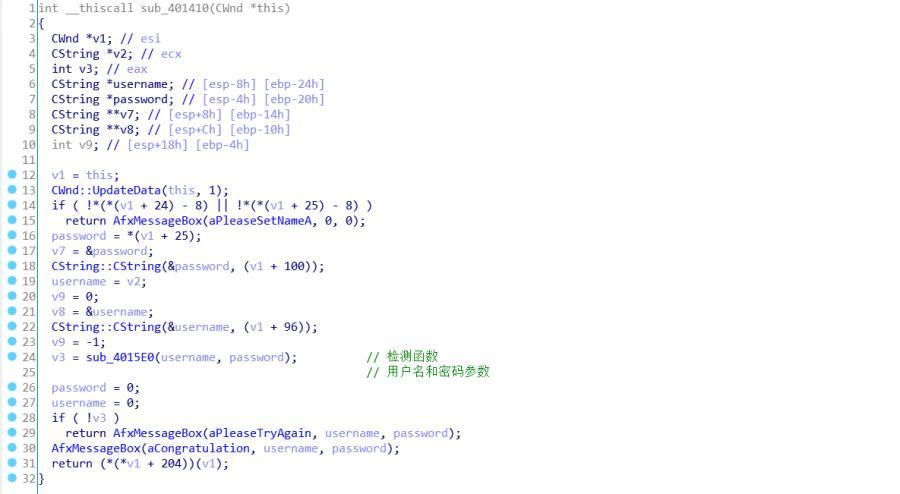 1 int __thiscall sub_401410(CWnd *this)
2 {
3 CWnd *v1; // esi
4 CString *v2; // ecx
5 int v3; // eax
6 CString *username; // [esp-8h] [ebp-24h]
7 CString *password; // [esp-4h] [ebp-20h]
8 CString **v7; // [esp+8h] [ebp-14h]
9 CString **v8; // [esp+Ch] [ebp-10h]
10 int v9; // [esp+18h] [ebp-4h]
11
12 v1 = this;
13 CWnd::UpdateData(this, 1);
14 if ( !*(*(v1 + 24) - 8) || !*(*(v1 + 25) - 8) )
15 return AfxMessageBox(aPleaseSetNameA, 0, 0);
16 password = *(v1 + 25);
17 v7 = &password;
18 CString::CString(&password, (v1 + 100));
19 username = v2;
20 v9 = 0;
21 v8 = &username;
22 CString::CString(&username, (v1 + 96));
23 v9 = -1;
24 v3 = sub_4015E0(username, password); // 检测函数
25 // 用户名和密码参数
26 password = 0;
27 username = 0;
28 if ( !v3 )
29 return AfxMessageBox(aPleaseTryAgain, username, password);
30 AfxMessageBox(aCongratulation, username, password);
31 return (*(*v1 + 204))(v1);
32 }